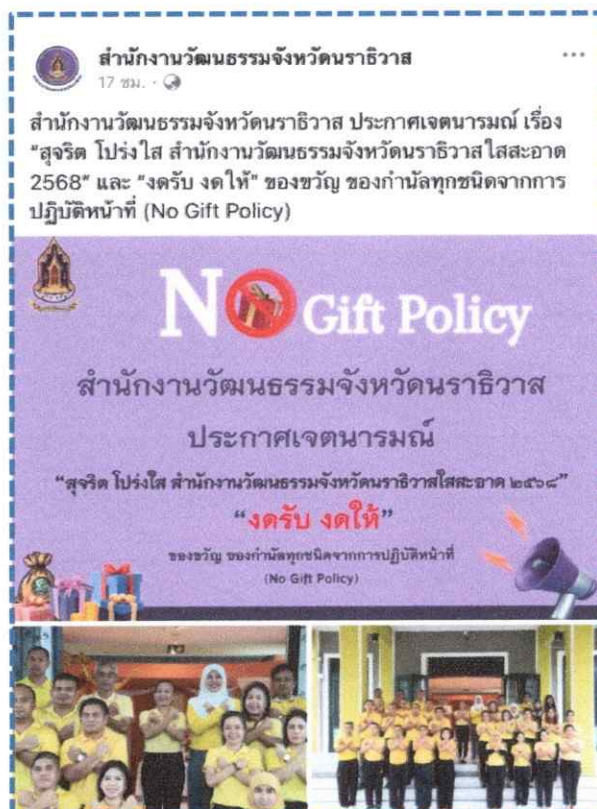 สำนักงานวัฒนธรรมจังหวัดนราธิวาส
17 ชม. ·
สำนักงานวัฒนธรรมจังหวัดนราธิวาส ประกาศเจตนารมณ์ เรื่อง
"สุจริต โปร่งใส สำนักงานวัฒนธรรมจังหวัดนราธิวาสใสสะอาด
2568" และ "งดรับ งดให้" ของขวัญ ของกำนัลทุกชนิดจากการ
ปฏิบัติหน้าที่ (No Gift Policy)
NO Gift Policy
สำนักงานวัฒนธรรมจังหวัดนราธิวาส
ประกาศเจตนารมณ์
"สุจริต โปร่งใส สำนักงานวัฒนธรรมจังหวัดนราธิวาสใสสะอาด ๒๕๖๘"
"งดรับ งดให้"
ของขวัญ ของกำนัลทุกชนิดจากการปฏิบัติหน้าที่
(No Gift Policy)